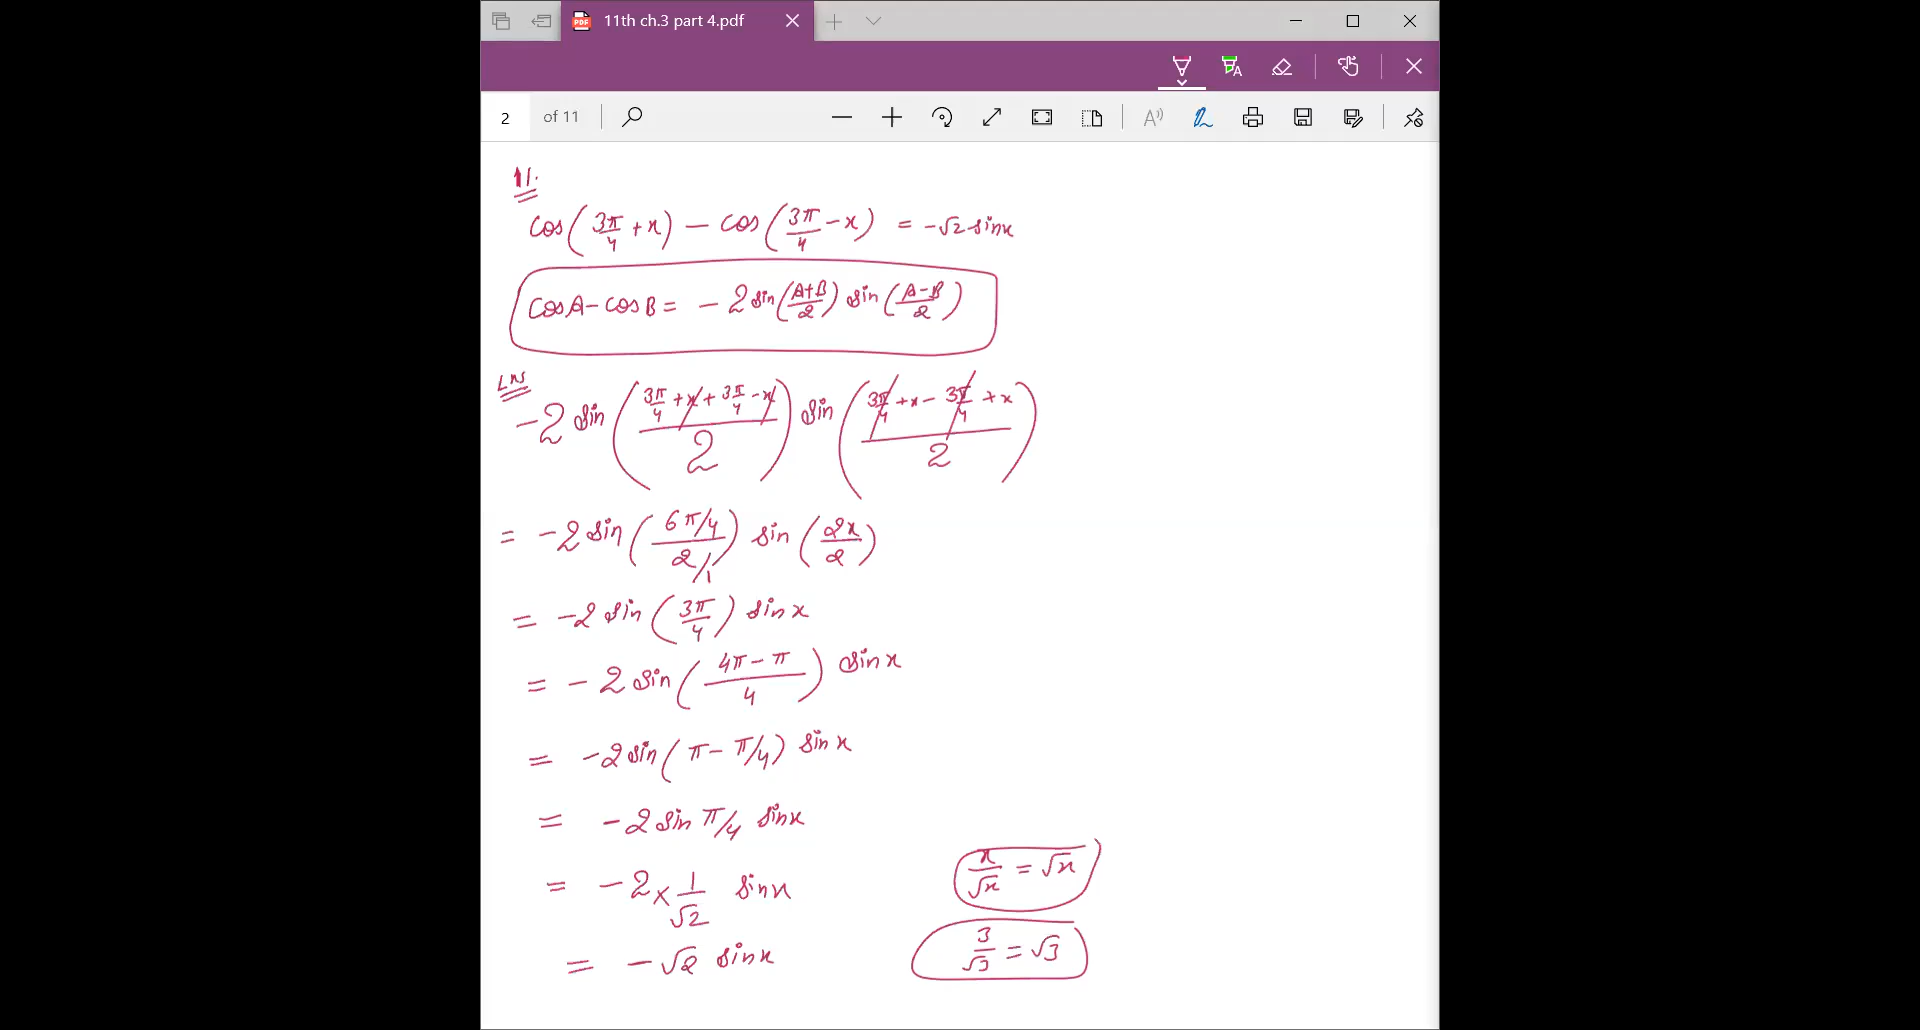 11th ch.3 part 4.pdf
2 of 11
11.
cos(3π/4 + x) - cos(3π/4 - x) = -√2 sinx
cosA - cosB = -2 sin(A+B/2) sin(A-B/2)
LHS
-2 sin((3π/4 + x + 3π/4 - x)/2) sin((3π/4 + x - 3π/4 + x)/2)
= -2 sin((6π/4)/2) sin(2x/2)
= -2 sin(3π/4) sin x
= -2 sin((4π - π)/4) sin x
= -2 sin(π - π/4) sin x
= -2 sin π/4 sinx
= -2 × 1/√2 sinx
x/√x = √x
= -√2 sinx
3/√3 = √3